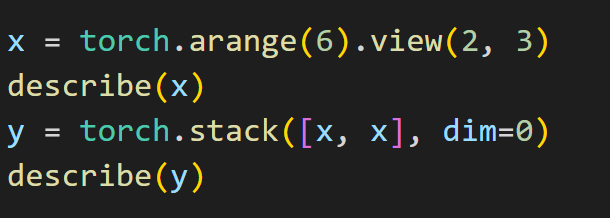 x = torch.arange(6).view(2, 3)
describe(x)
y = torch.stack([x, x], dim=0)
describe(y)